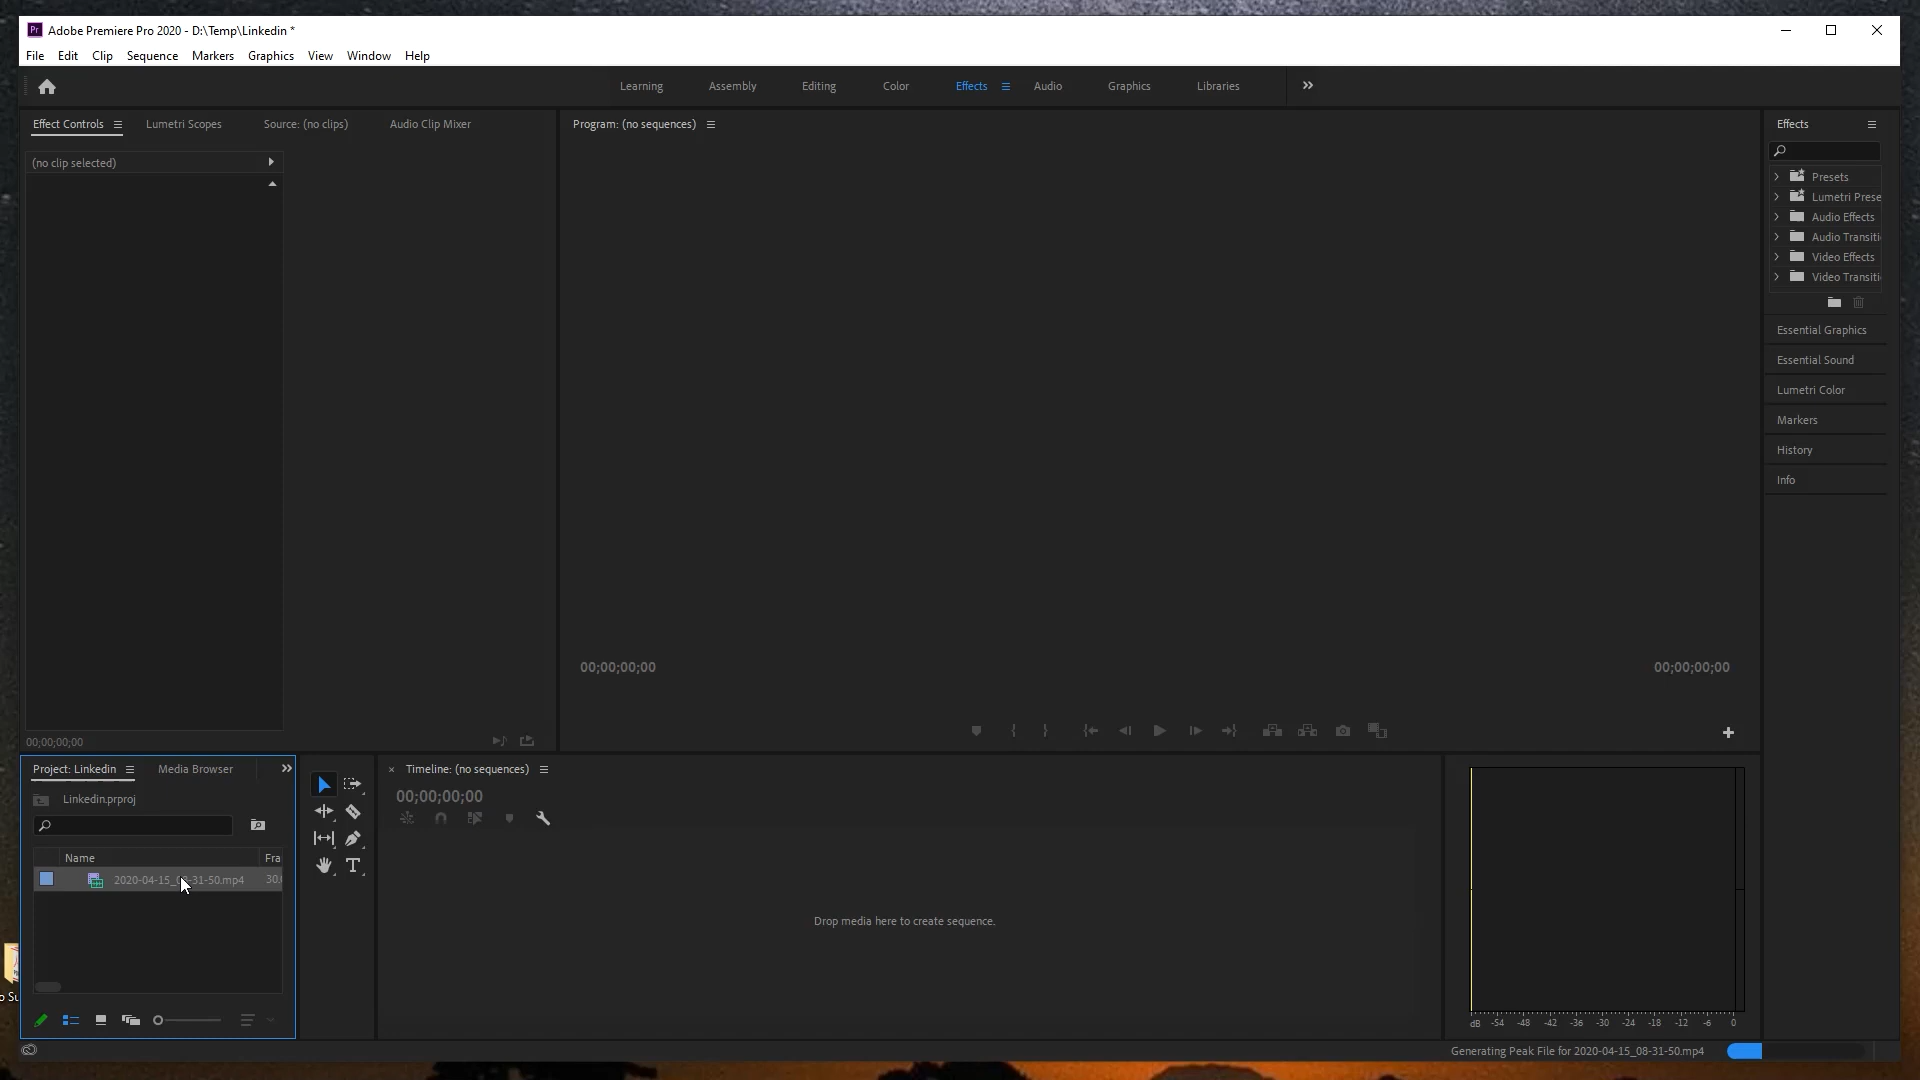 Adobe Premiere Pro 2020 - D:\Temp\Linkedin *
File Edit Clip Sequence Markers Graphics View Window Help
Learning Assembly Editing Color Effects Audio Graphics Libraries
Effect Controls Lumetri Scopes Source: (no clips) Audio Clip Mixer
Program: (no sequences)
Effects
(no clip selected)
Presets
Lumetri Prese
Audio Effects
Audio Transiti
Video Effects
Video Transiti
Essential Graphics
Essential Sound
Lumetri Color
Markers
History
Info
00;00;00;00 00;00;00;00
00;00;00;00
Project: Linkedin Media Browser
Timeline: (no sequences)
Linkedin.prproj
00;00;00;00
Name Fra
2020-04-15_08-31-50.mp4 30.
Drop media here to create sequence.
o Su
dB -54 -48 -42 -36 -30 -24 -18 -12 -6 0
Generating Peak File for 2020-04-15_08-31-50.mp4